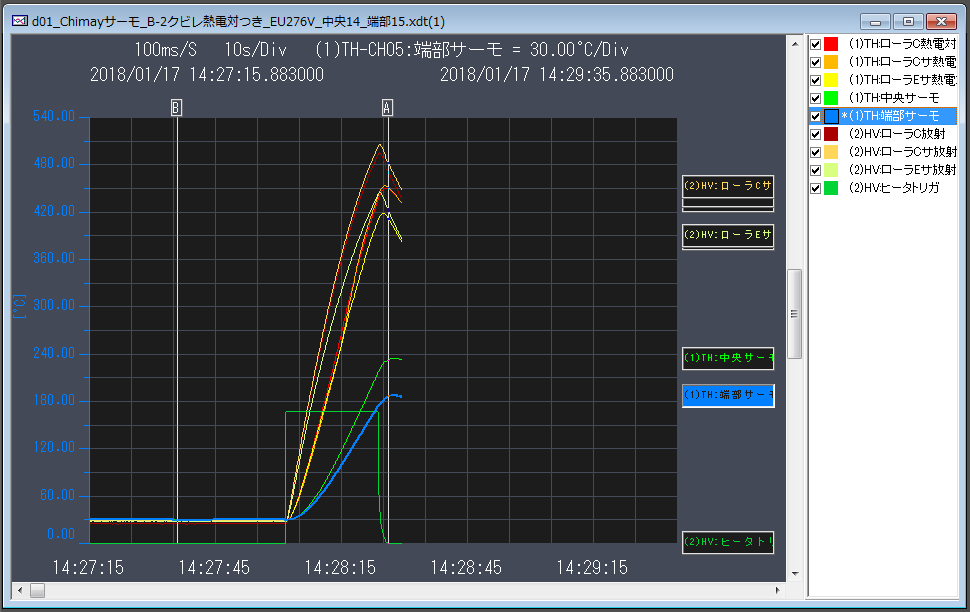 d01_Chimayサーモ_B-2クビレ熱電対つき_EU276V_中央14_端部15.xdt(1)
100ms/S 10s/Div (1)TH-CH05:端部サーモ = 30.00°C/Div
2018/01/17 14:27:15.883000 2018/01/17 14:29:35.883000
B A
540.00
480.00
420.00
360.00
300.00
240.00
180.00
120.00
60.00
0.00
[°C]
14:27:15 14:27:45 14:28:15 14:28:45 14:29:15
(2)HV:ローラCサ
(2)HV:ローラEサ
(1)TH:中央サーモ
(1)TH:端部サーモ
(2)HV:ヒータトリ
(1)TH:ローラC熱電対
(1)TH:ローラCサ熱電
(1)TH:ローラEサ熱電
(1)TH:中央サーモ
*(1)TH:端部サーモ
(2)HV:ローラC放射
(2)HV:ローラCサ放射
(2)HV:ローラEサ放射
(2)HV:ヒータトリガ